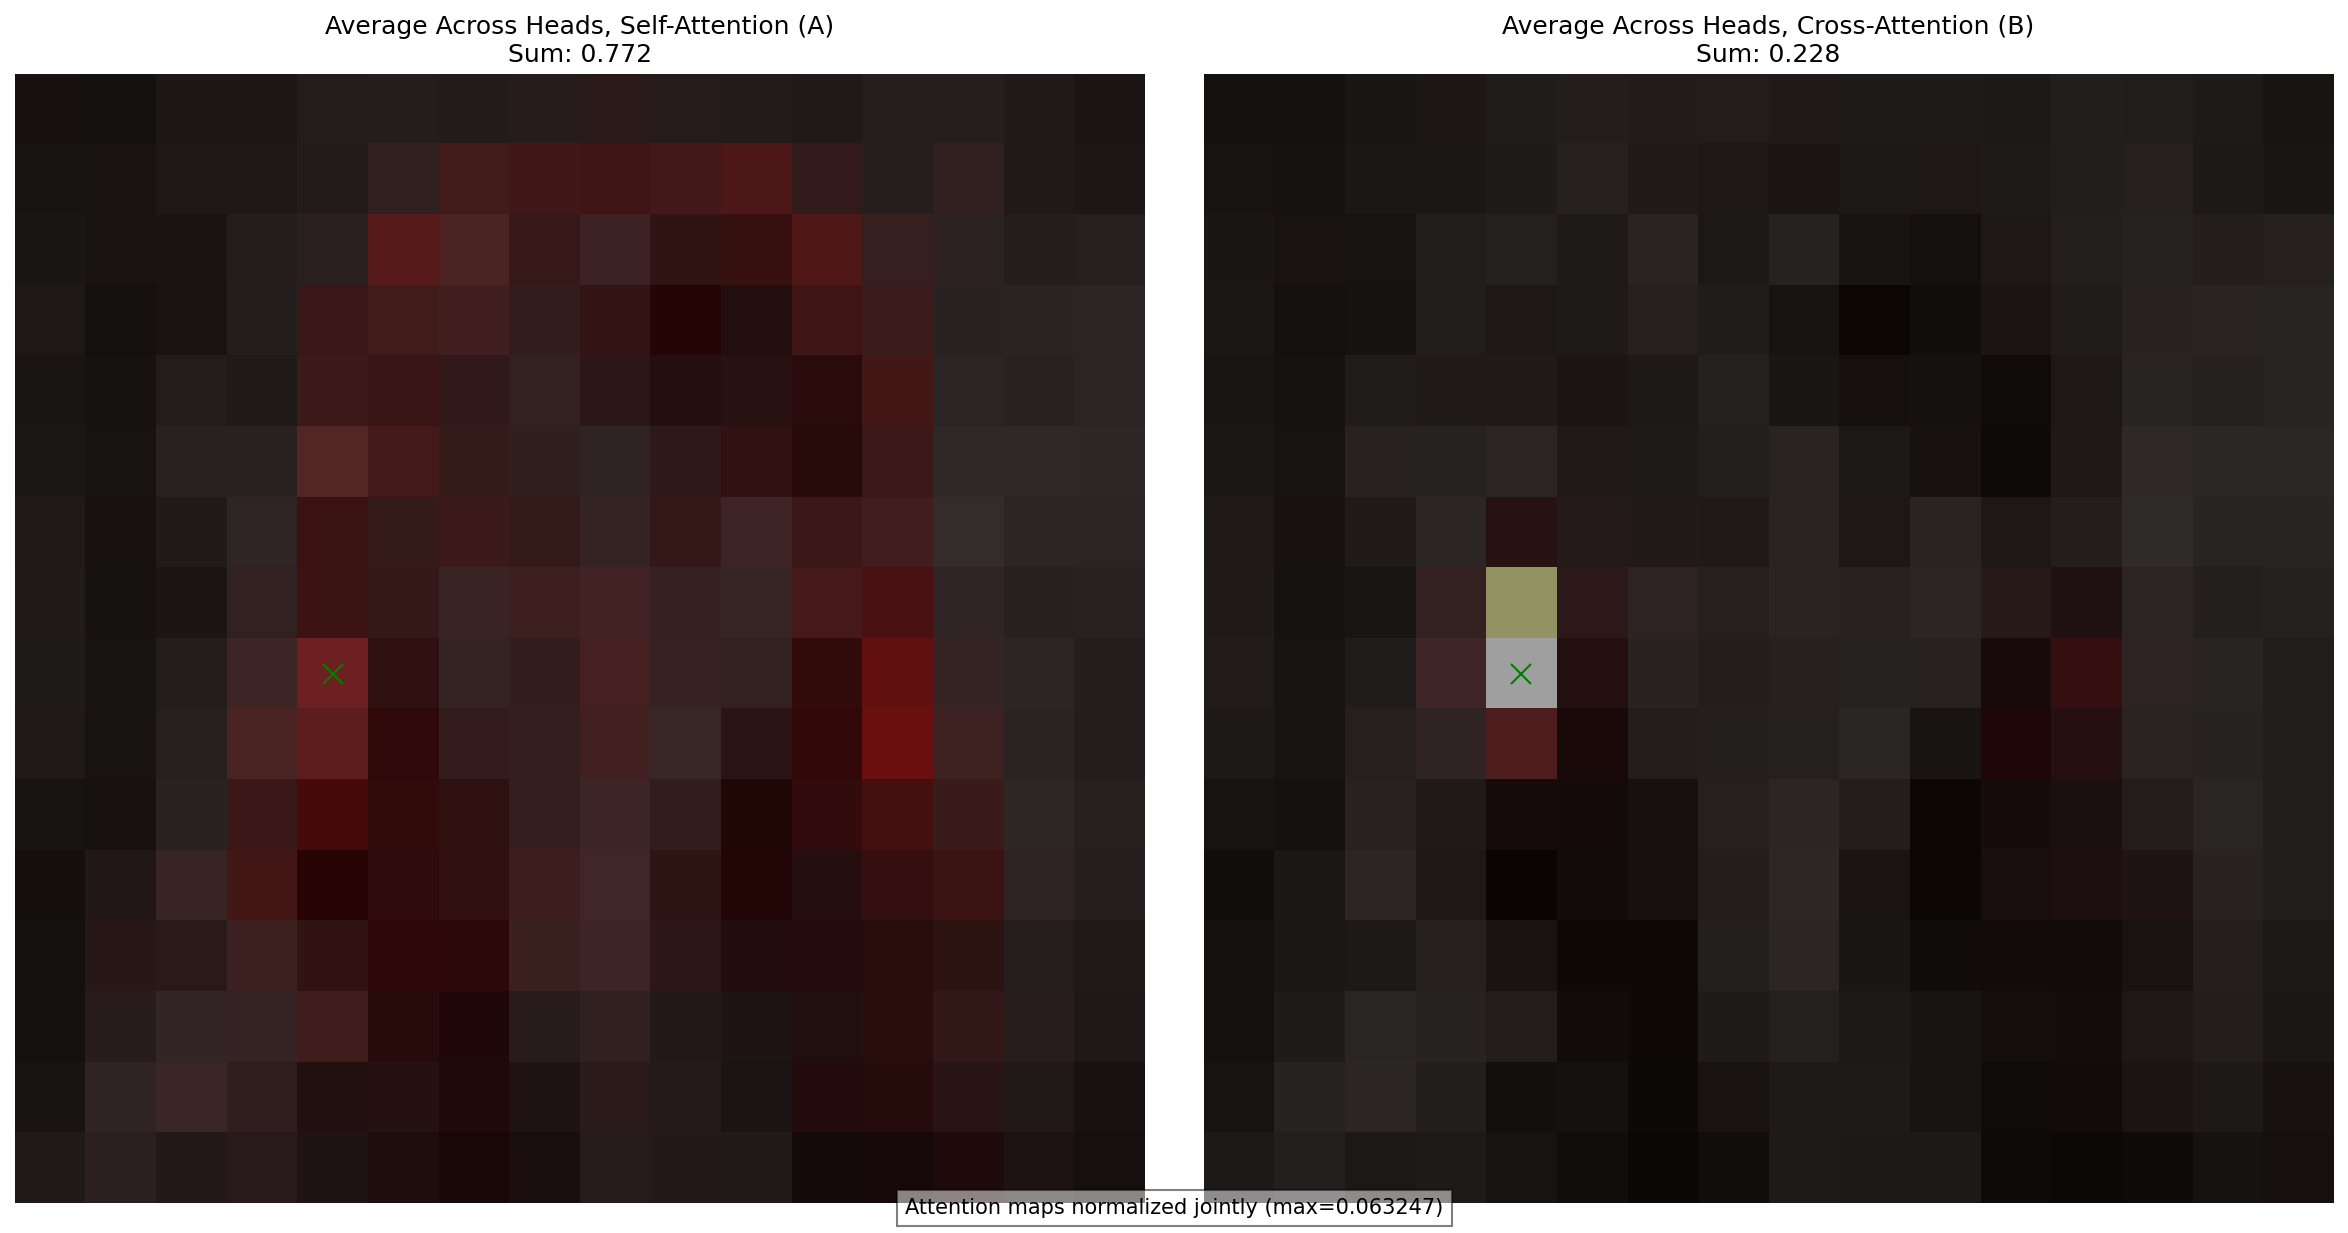 Average Across Heads, Self-Attention (A)
Sum: 0.772
Average Across Heads, Cross-Attention (B)
Sum: 0.228
Attention maps normalized jointly (max=0.063247)